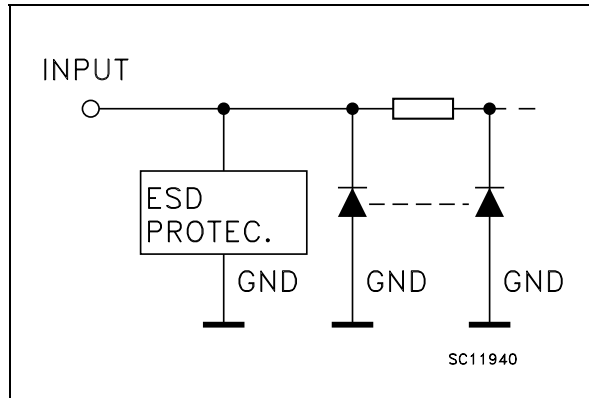 INPUT
ESD
PROTEC.
GND
GND
GND
SC11940